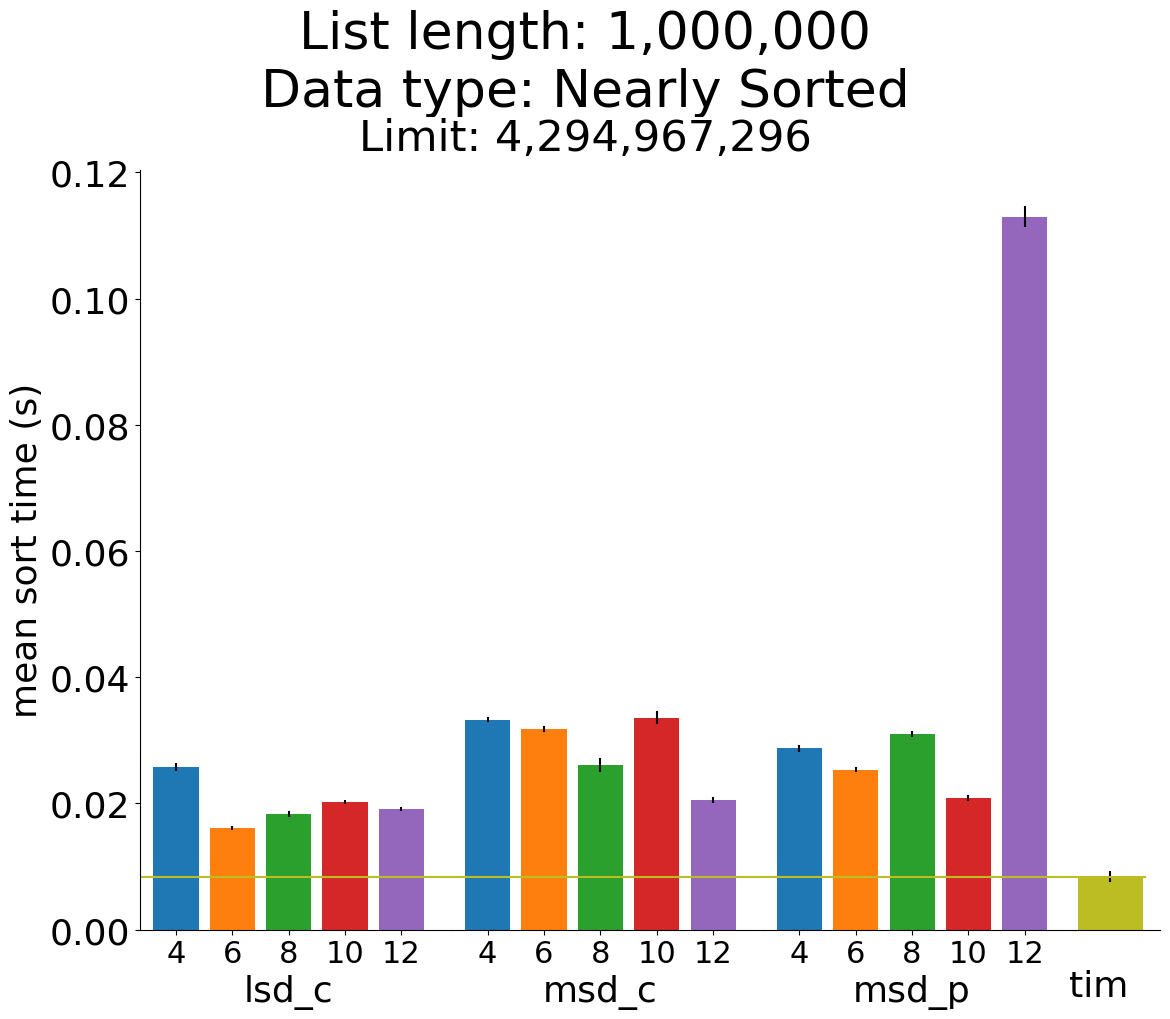 List length: 1,000,000
Data type: Nearly Sorted
Limit: 4,294,967,296
0.12
0.10
0.08
0.06
0.04
0.02
0.00
mean sort time (s)
4 6 8 10 12 4 6 8 10 12 4 6 8 10 12
lsd_c msd_c msd_p tim